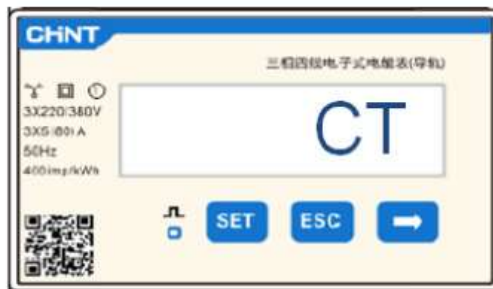 CHNT
三相四线电子式电能表(导轨)
3X220/380V
3X5(80)A
50Hz
400imp/kWh
CT
SET
ESC